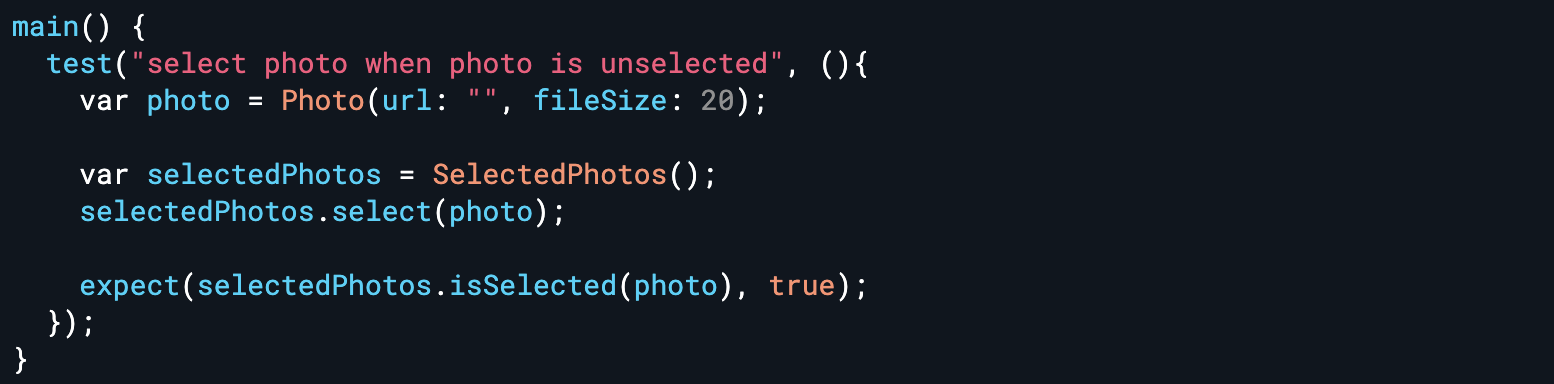 main() {
  test("select photo when photo is unselected", (){
    var photo = Photo(url: "", fileSize: 20);

    var selectedPhotos = SelectedPhotos();
    selectedPhotos.select(photo);

    expect(selectedPhotos.isSelected(photo), true);
  });
}